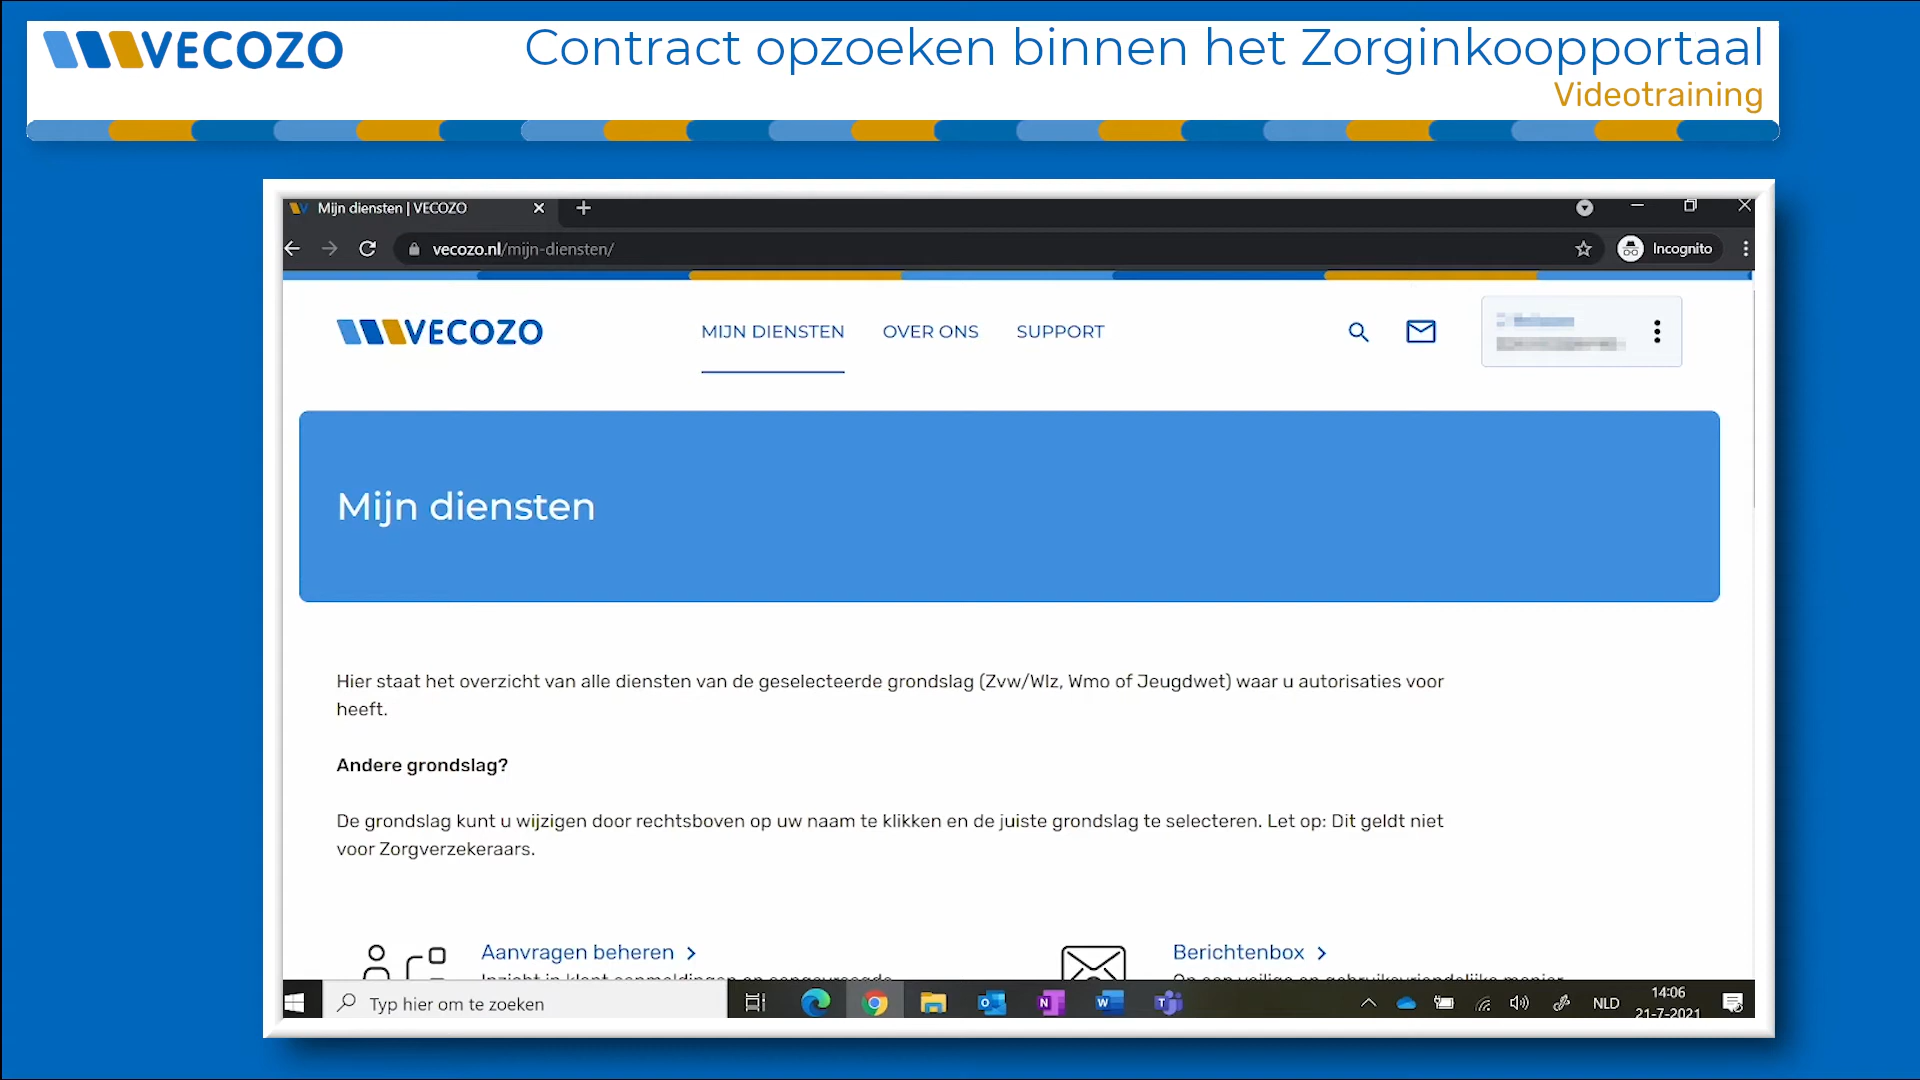 VECOZO
Contract opzoeken binnen het Zorginkoopportaal
Videotraining
Mijn diensten | VECOZO
vecozo.nl/mijn-diensten/
Incognito
VECOZO
MIJN DIENSTEN
OVER ONS
SUPPORT
Mijn diensten
Hier staat het overzicht van alle diensten van de geselecteerde grondslag (Zvw/Wlz, Wmo of Jeugdwet) waar u autorisaties voor
heeft.
Andere grondslag?
De grondslag kunt u wijzigen door rechtsboven op uw naam te klikken en de juiste grondslag te selecteren. Let op: Dit geldt niet
voor Zorgverzekeraars.
Aanvragen beheren
Berichtenbox
Typ hier om te zoeken
NLD
14:06
21-7-2021